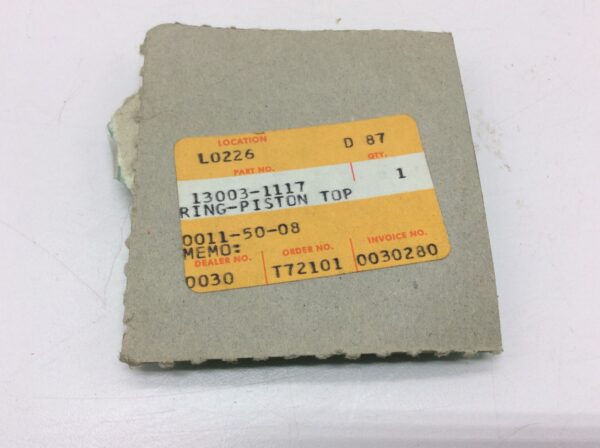 LOCATION
L0226 D 87
PART NO. QTY.
13003-1117 1
RING-PISTON TOP
0011-50-08
MEMO:
DEALER NO. ORDER NO. INVOICE NO.
0030 T72101 0030280